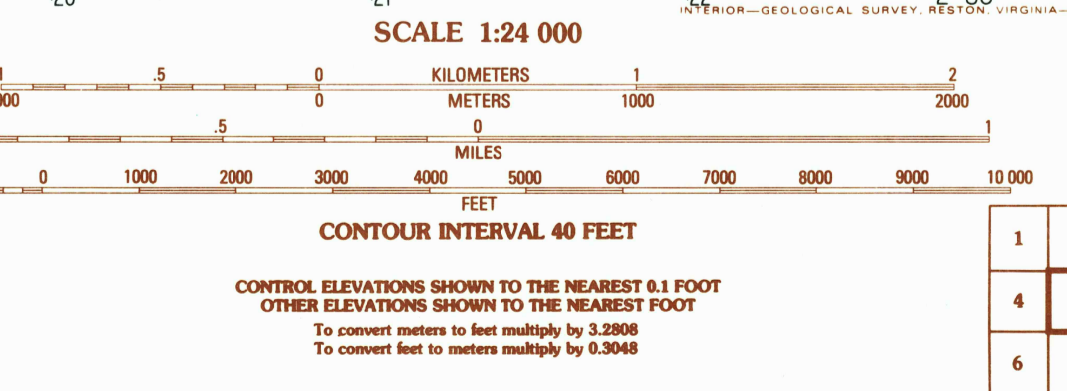 INTERIOR—GEOLOGICAL SURVEY, RESTON, VIRGINIA—
SCALE 1:24 000
1 .5 0 KILOMETERS 1 2
000 0 METERS 1000 2000
.5 0 1
MILES
0 1000 2000 3000 4000 5000 6000 7000 8000 9000 10 000
FEET
CONTOUR INTERVAL 40 FEET
CONTROL ELEVATIONS SHOWN TO THE NEAREST 0.1 FOOT
OTHER ELEVATIONS SHOWN TO THE NEAREST FOOT
To convert meters to feet multiply by 3.2808
To convert feet to meters multiply by 0.3048
1
4
6